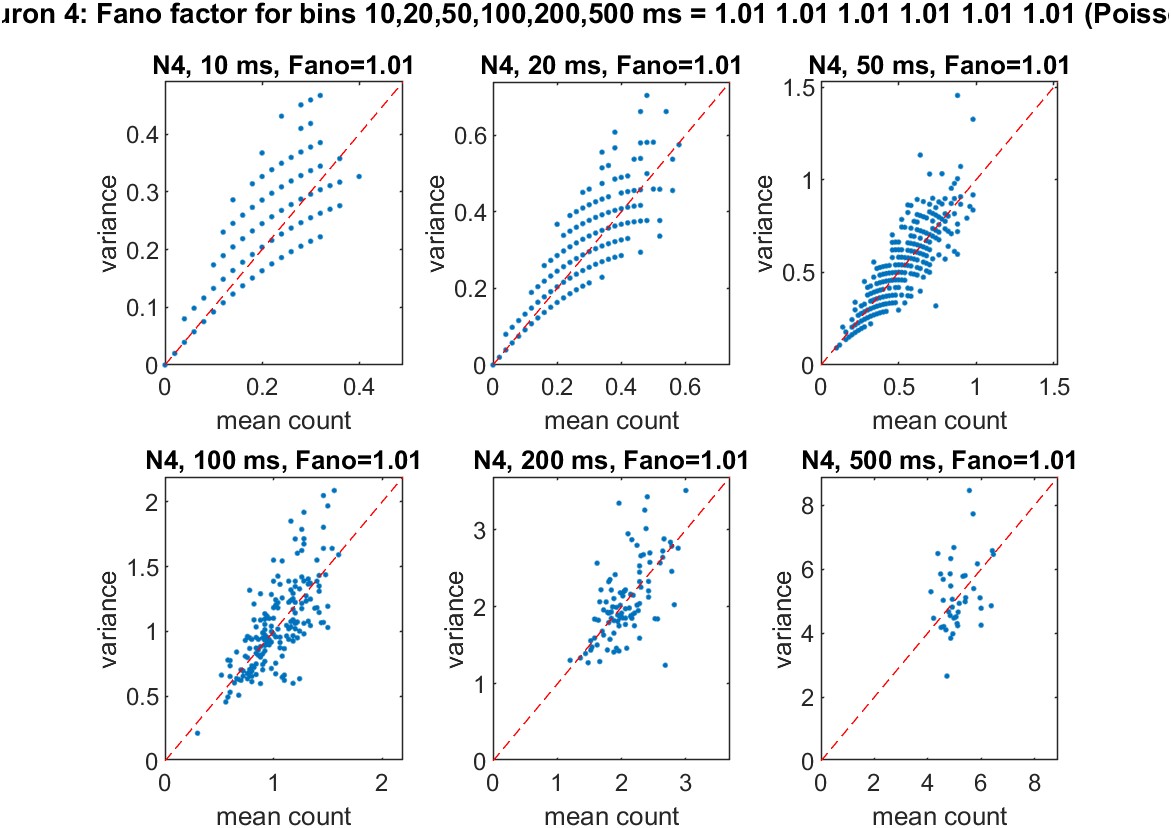 uron 4: Fano factor for bins 10,20,50,100,200,500 ms = 1.01 1.01 1.01 1.01 1.01 1.01 (Poiss
N4, 10 ms, Fano=1.01
0.4
0.3
0.2
0.1
0
variance
0 0.2 0.4
mean count
N4, 20 ms, Fano=1.01
0.6
0.4
0.2
0
variance
0 0.2 0.4 0.6
mean count
N4, 50 ms, Fano=1.01
1.5
1
0.5
0
variance
0 0.5 1 1.5
mean count
N4, 100 ms, Fano=1.01
2
1.5
1
0.5
0
variance
0 1 2
mean count
N4, 200 ms, Fano=1.01
3
2
1
0
variance
0 1 2 3
mean count
N4, 500 ms, Fano=1.01
8
6
4
2
0
variance
0 2 4 6 8
mean count